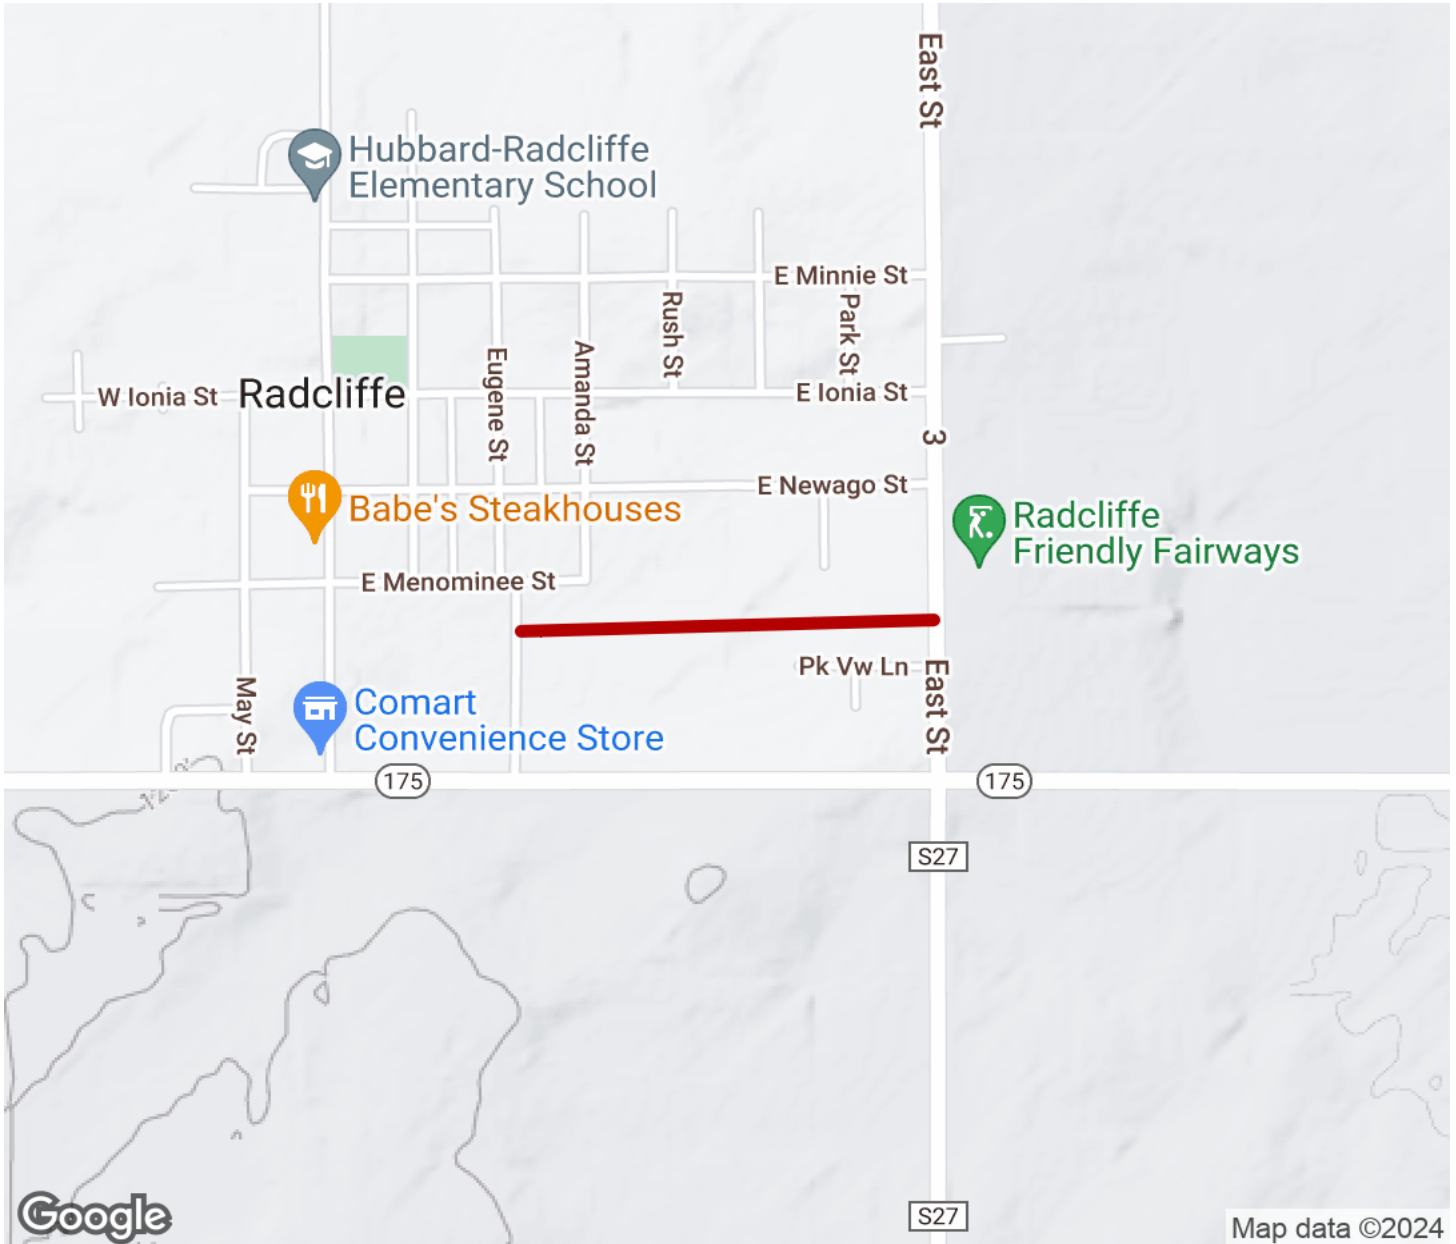 East St
Hubbard-Radcliffe
Elementary School
E Minnie St
Rush St
Park St
Eugene St
Amanda St
W Ionia St
Radcliffe
E Ionia St
3
E Newago St
Babe's Steakhouses
Radcliffe
Friendly Fairways
E Menominee St
Pk Vw Ln
East St
May St
Comart
Convenience Store
175
175
S27
S27
Google
Map data ©2024